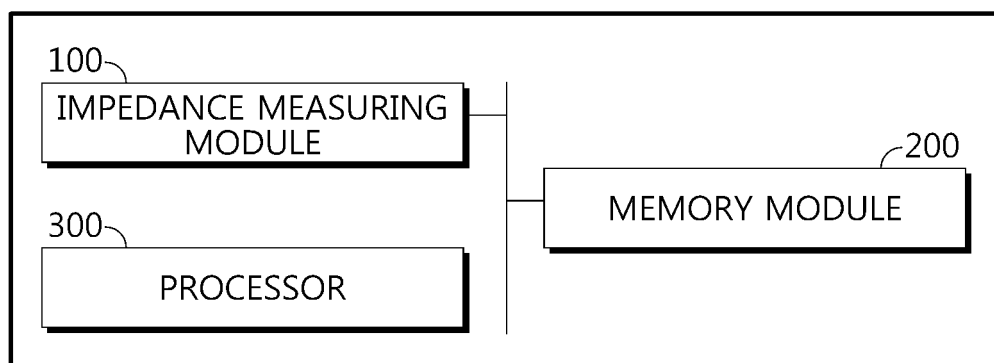 100
IMPEDANCE MEASURING
MODULE
200
MEMORY MODULE
300
PROCESSOR